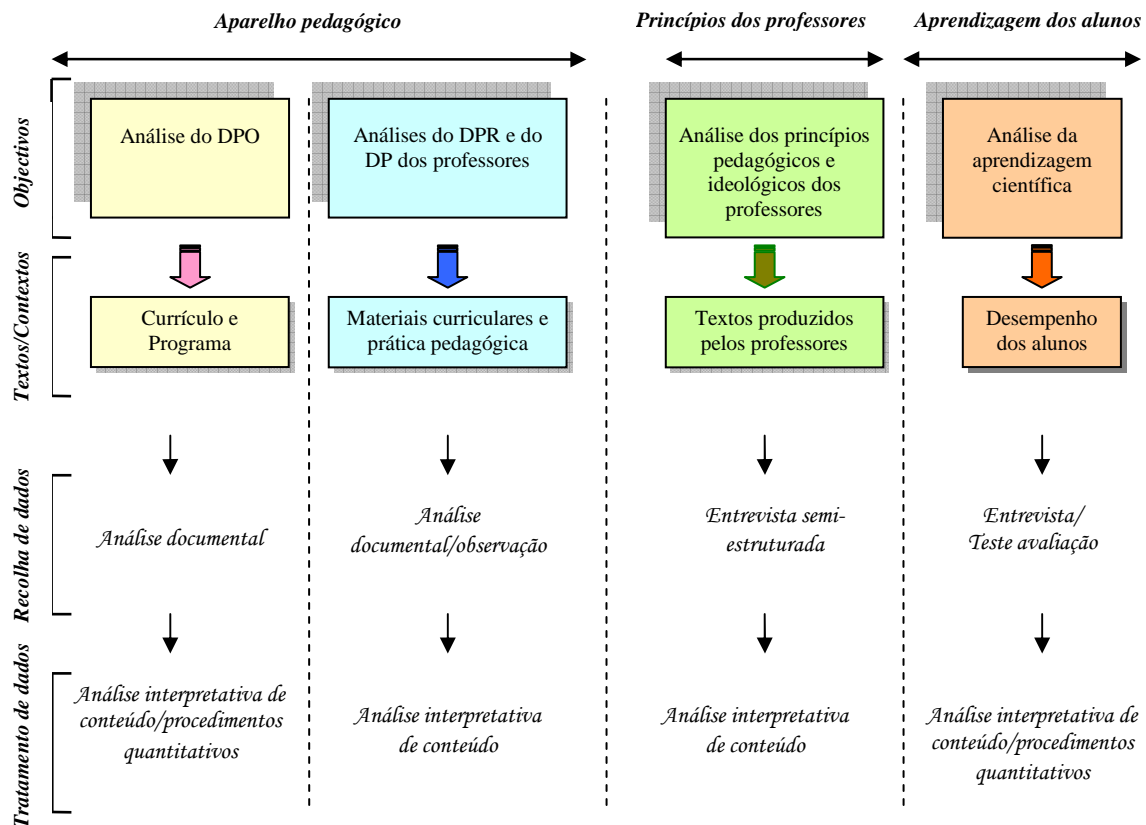 Aparelho pedagógico
Princípios dos professores
Aprendizagem dos alunos
Objectivos
Análise do DPO
Análises do DPR e do
DP dos professores
Análise dos princípios
pedagógicos e
ideológicos dos
professores
Análise da
aprendizagem
científica
Textos/Contextos
Currículo e
Programa
Materiais curriculares e
prática pedagógica
Textos produzidos
pelos professores
Desempenho
dos alunos
Recolha de dados
Análise documental
Análise
documental/observação
Entrevista semi-
estruturada
Entrevista/
Teste avaliação
Tratamento de dados
Análise interpretativa de
conteúdo/procedimentos
quantitativos
Análise interpretativa
de conteúdo
Análise interpretativa
de conteúdo
Análise interpretativa de
conteúdo/procedimentos
quantitativos